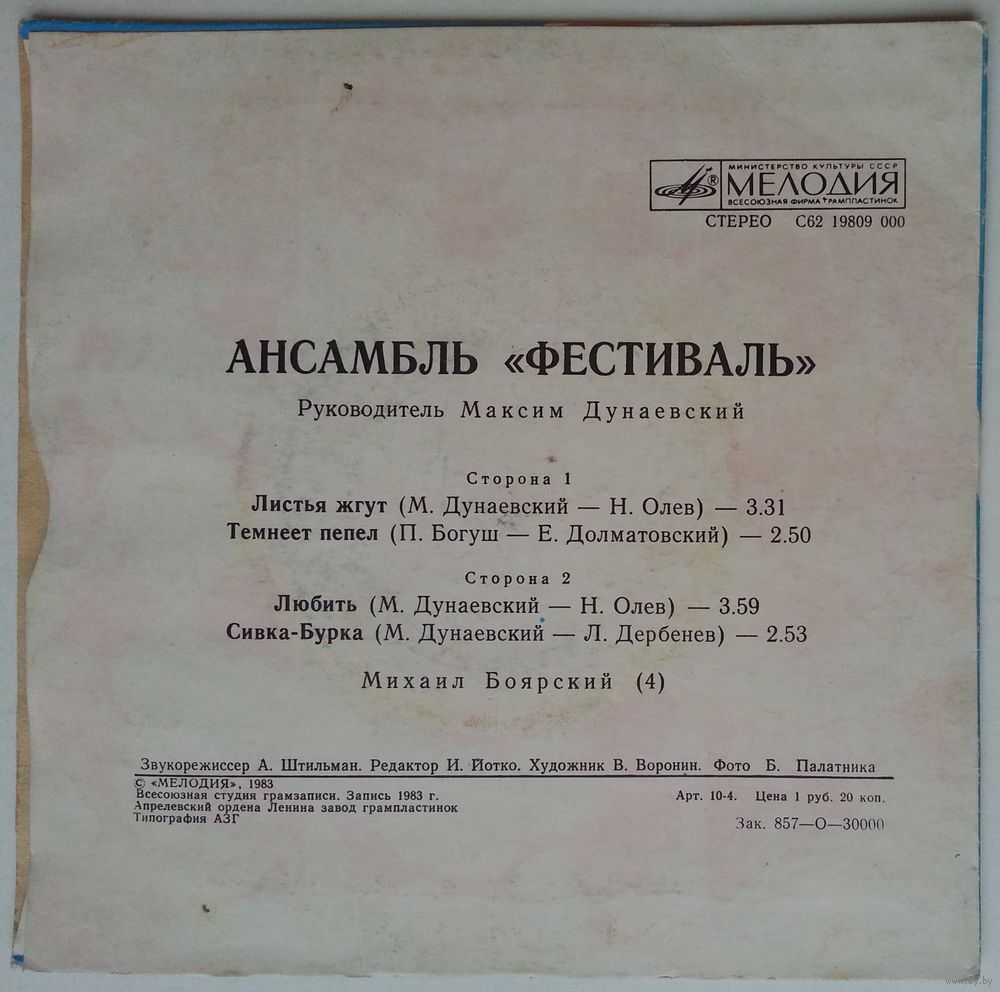 МИНИСТЕРСТВО КУЛЬТУРЫ СССР
МЕЛОДИЯ
ВСЕСОЮЗНАЯ ФИРМА ГРАМПЛАСТИНОК
®
СТЕРЕО С62 19809 000
АНСАМБЛЬ «ФЕСТИВАЛЬ»
Руководитель Максим Дунаевский
Сторона 1
Листья жгут (М. Дунаевский — Н. Олев) — 3.31
Темнеет пепел (П. Богуш — Е. Долматовский) — 2.50
Сторона 2
Любить (М. Дунаевский — Н. Олев) — 3.59
Сивка-Бурка (М. Дунаевский — Л. Дербенев) — 2.53
Михаил Боярский (4)
Звукорежиссер А. Штильман. Редактор И. Йотко. Художник В. Воронин. Фото Б. Палатника
© «МЕЛОДИЯ», 1983
Всесоюзная студия грамзаписи. Запись 1983 г.
Апрелевский ордена Ленина завод грампластинок
Типография АЗГ
Арт. 10-4. Цена 1 руб. 20 коп.
Зак. 857—О—30000